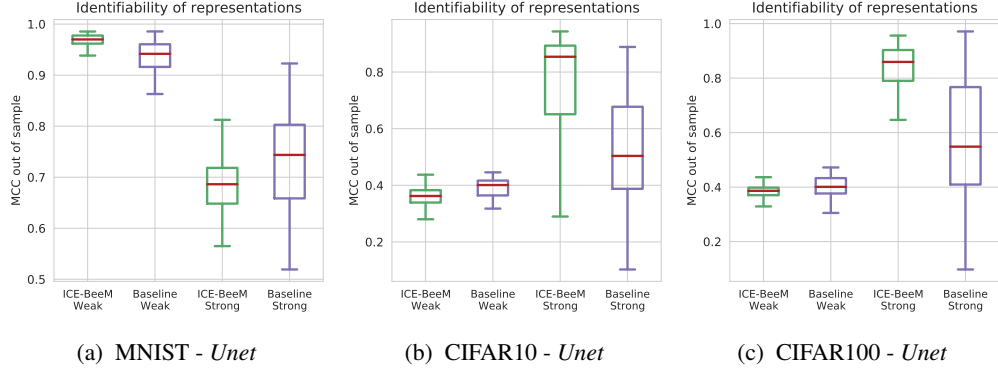 Identifiability of representations
MCC out of sample
1.0
0.9
0.8
0.7
0.6
0.5
ICE-BeeM
Weak
Baseline
Weak
ICE-BeeM
Strong
Baseline
Strong
(a) MNIST - Unet
Identifiability of representations
MCC out of sample
0.8
0.6
0.4
0.2
ICE-BeeM
Weak
Baseline
Weak
ICE-BeeM
Strong
Baseline
Strong
(b) CIFAR10 - Unet
Identifiability of representations
MCC out of sample
1.0
0.8
0.6
0.4
0.2
ICE-BeeM
Weak
Baseline
Weak
ICE-BeeM
Strong
Baseline
Strong
(c) CIFAR100 - Unet